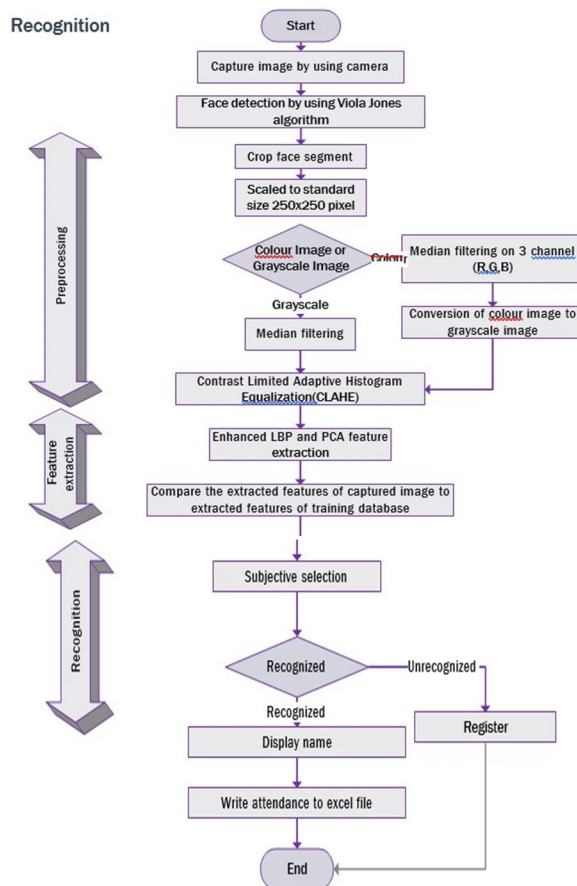 Recognition
Start
Capture image by using camera
Face detection by using Viola Jones
algorithm
Crop face segment
Scaled to standard
size 250x250 pixel
Preprocessing
Colour Image or
Grayscale Image
Colour
Median filtering on 3 channel
(R,G,B)
Grayscale
Conversion of colour image to
grayscale image
Median filtering
Contrast Limited Adaptive Histogram
Equalization(CLAHE)
Feature
extraction
Enhanced LBP and PCA feature
extraction
Compare the extracted features of captured image to
extracted features of training database
Recognition
Subjective selection
Recognized
Unrecognized
Recognized
Register
Display name
Write attendance to excel file
End